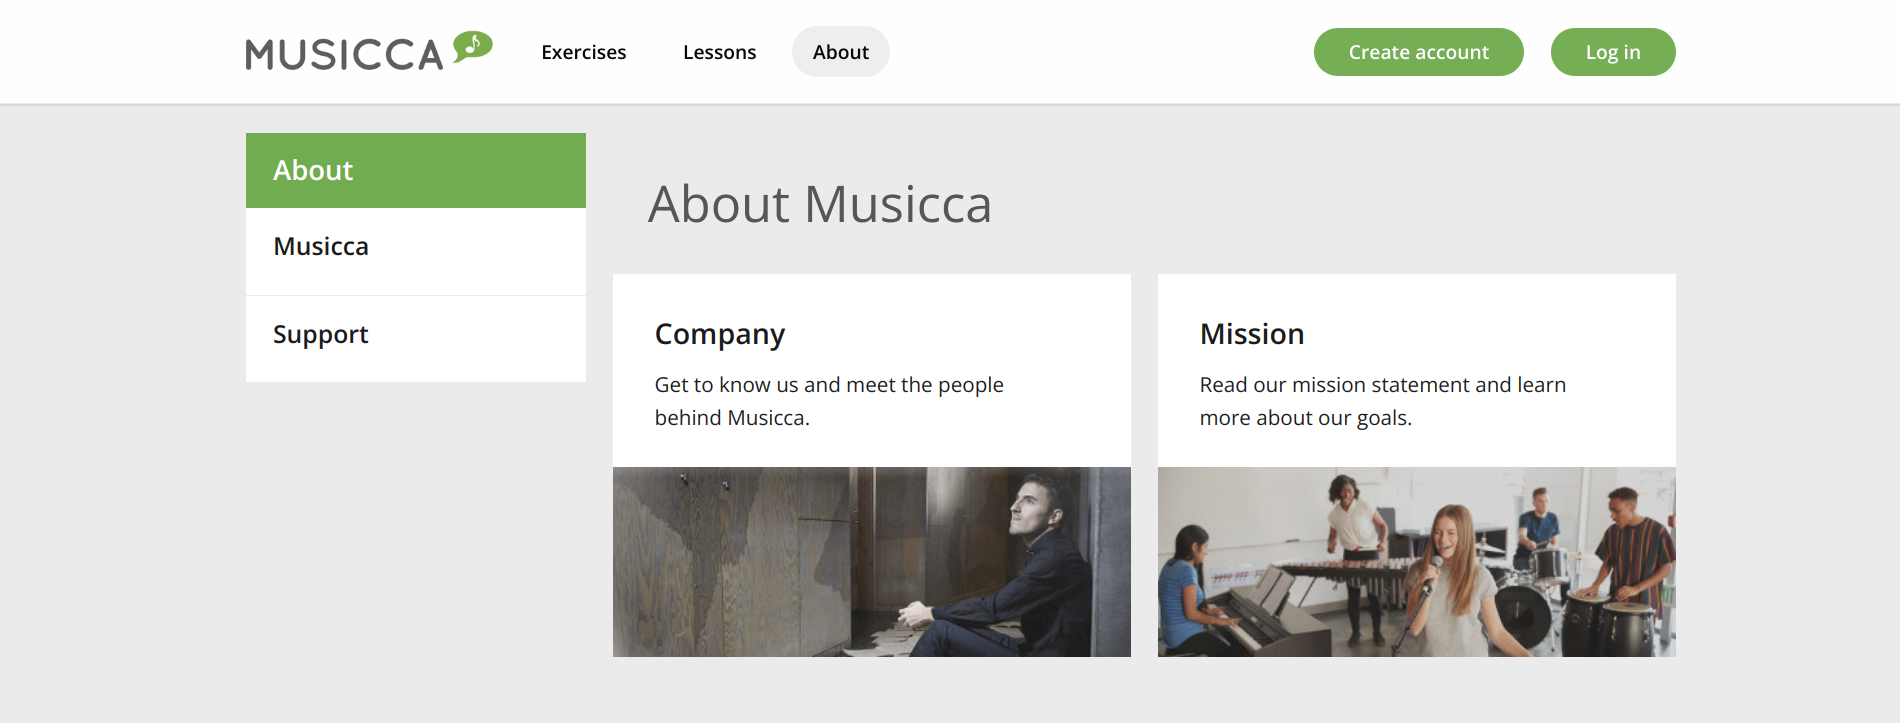 MUSICCA
Exercises
Lessons
About
Create account
Log in
About
Musicca
Support
About Musicca
Company
Get to know us and meet the people
behind Musicca.
Mission
Read our mission statement and learn
more about our goals.